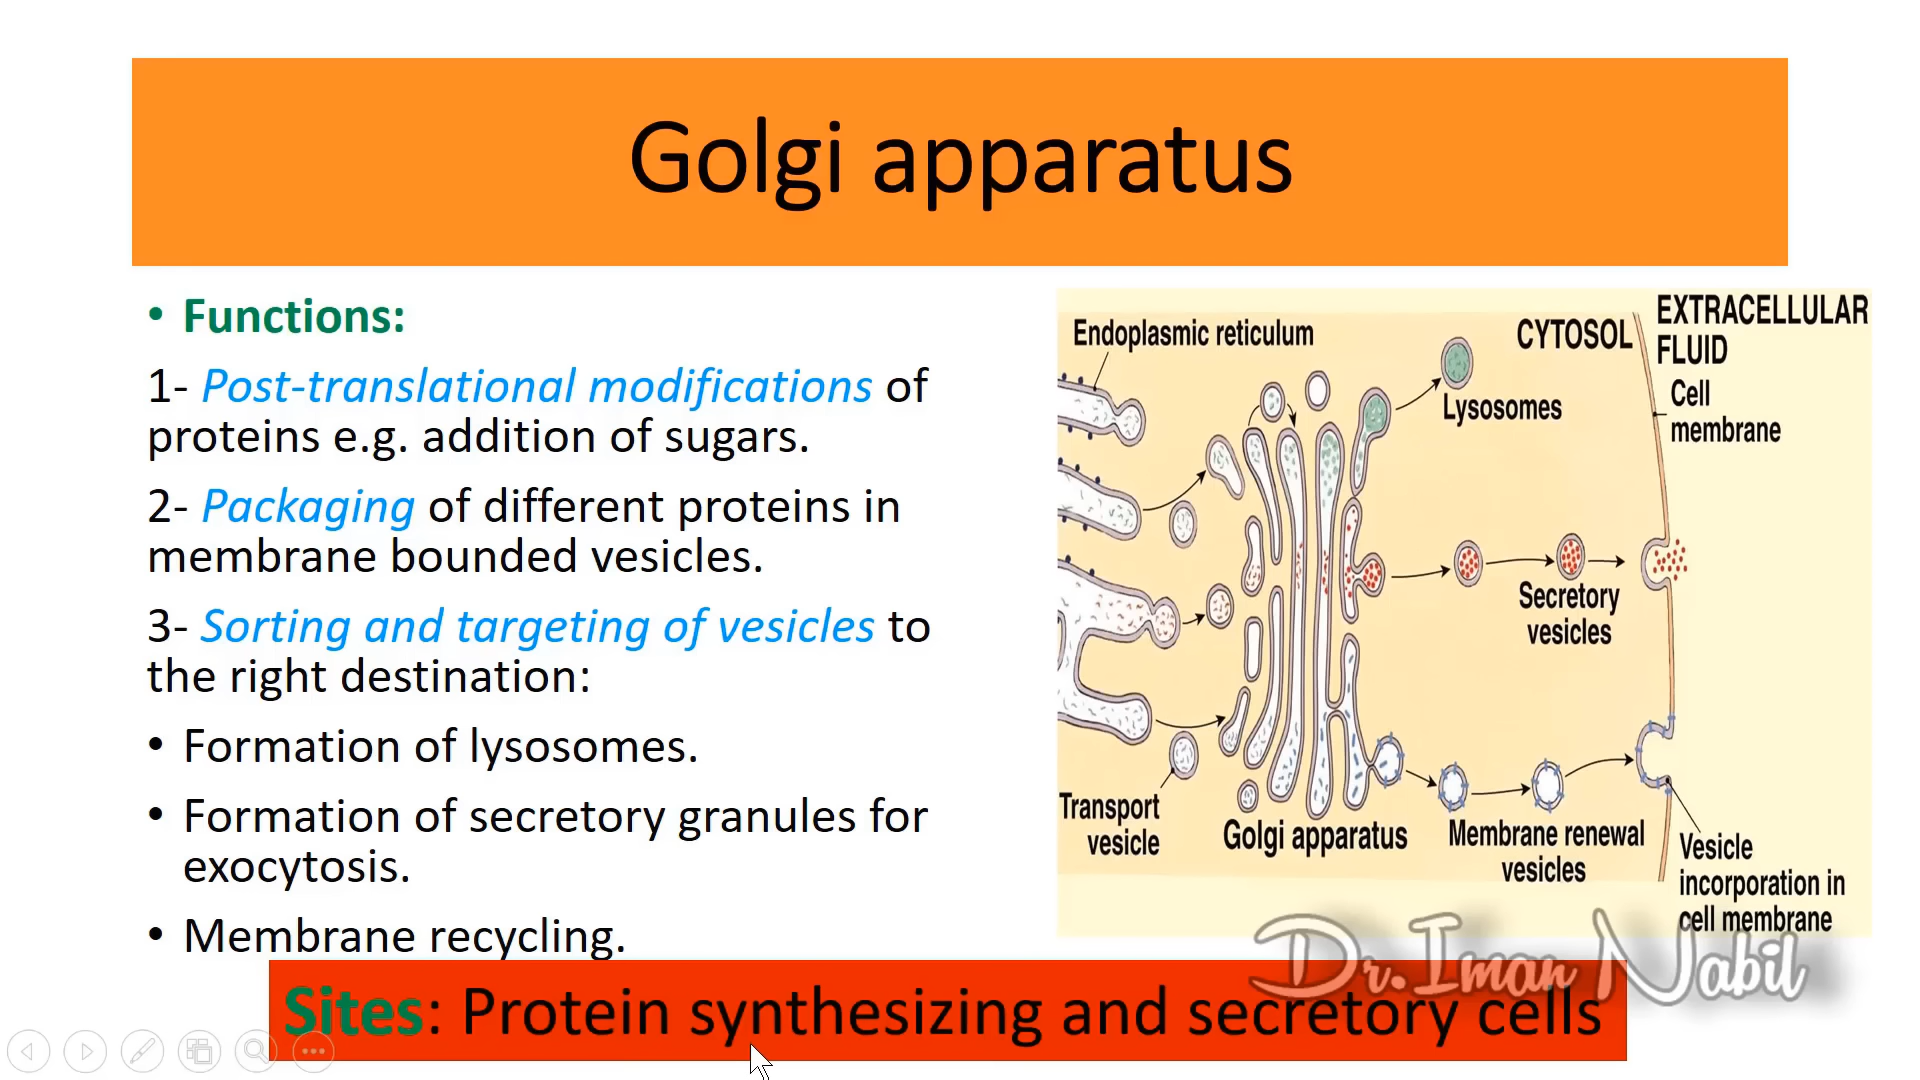 Golgi apparatus
• Functions:
1- Post-translational modifications of
proteins e.g. addition of sugars.
2- Packaging of different proteins in
membrane bounded vesicles.
3- Sorting and targeting of vesicles to
the right destination:
• Formation of lysosomes.
• Formation of secretory granules for
exocytosis.
• Membrane recycling.
Endoplasmic reticulum
CYTOSOL
EXTRACELLULAR
FLUID
Cell
membrane
Lysosomes
Secretory
vesicles
Transport
vesicle
Golgi apparatus
Membrane renewal
vesicles
Vesicle
incorporation in
cell membrane
Dr.Iman Nabil
Sites: Protein synthesizing and secretory cells